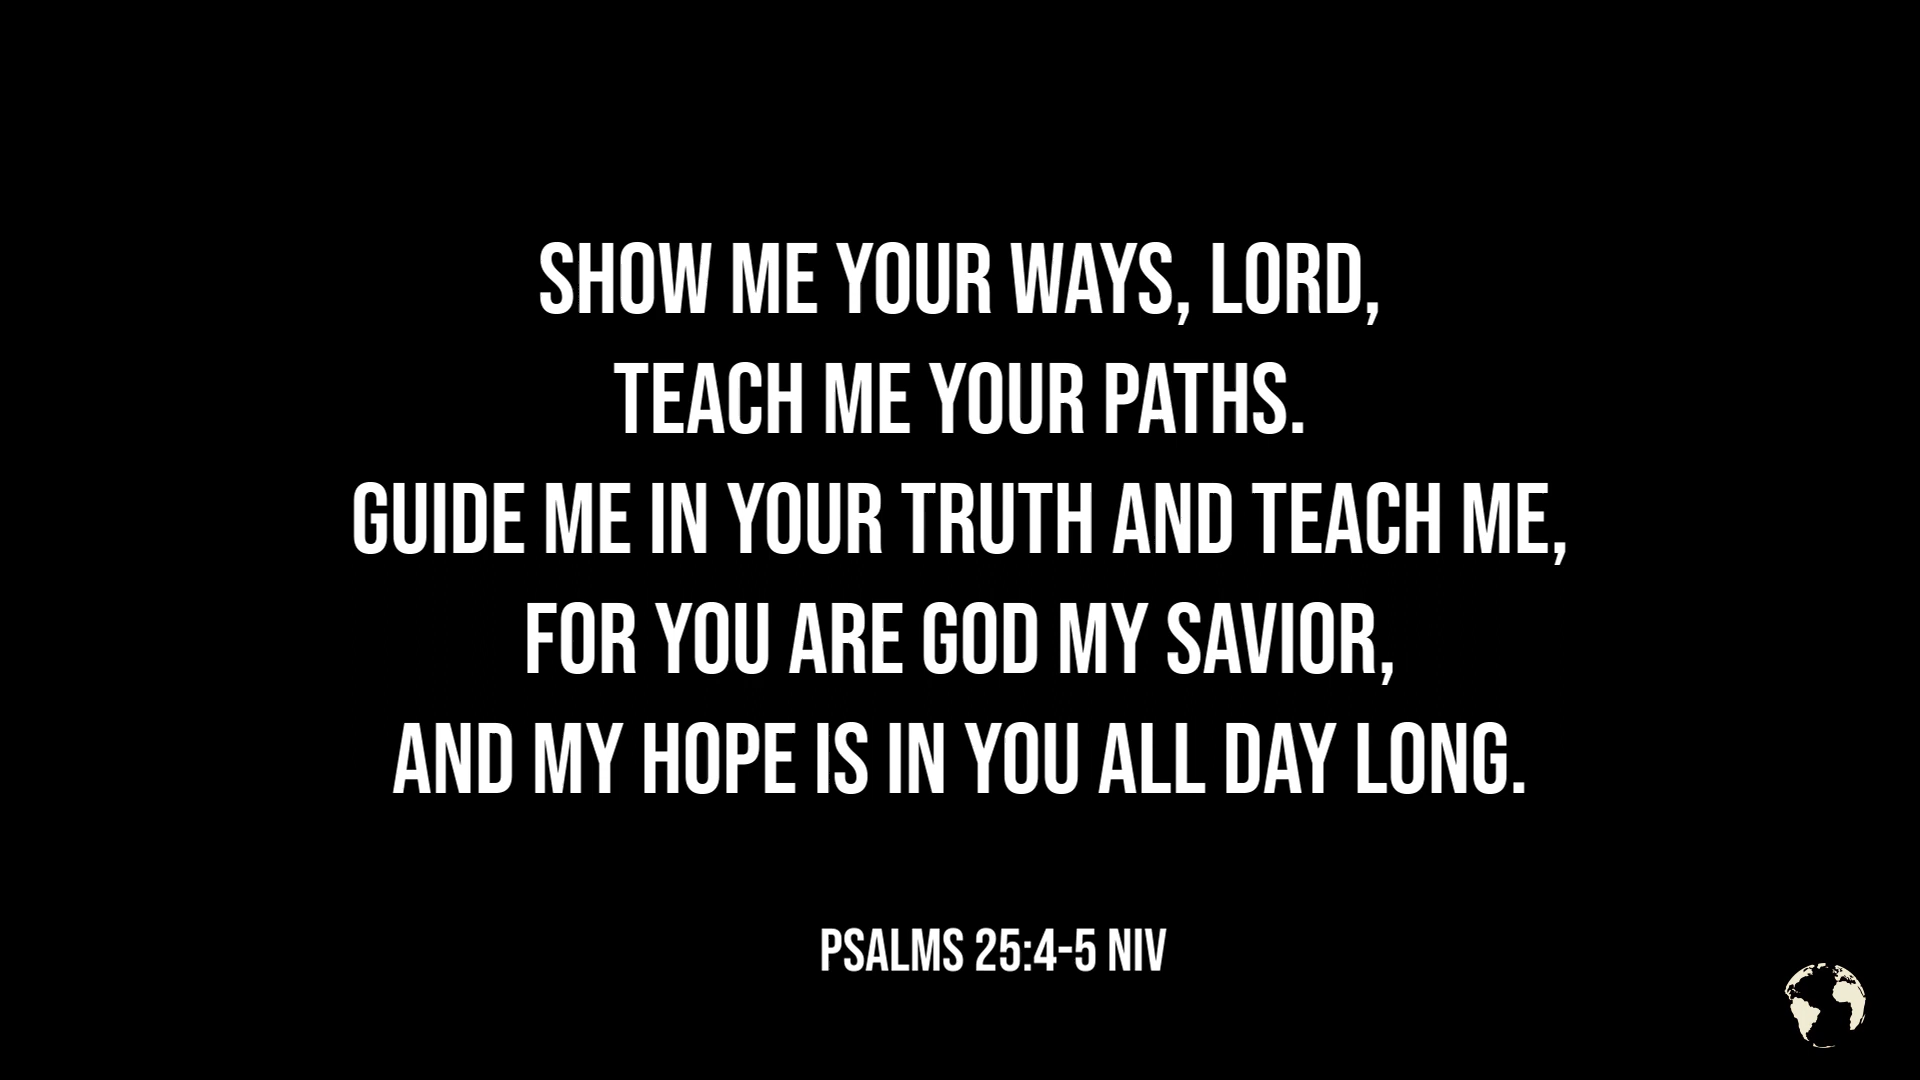 SHOW ME YOUR WAYS, LORD,
TEACH ME YOUR PATHS.
GUIDE ME IN YOUR TRUTH AND TEACH ME,
FOR YOU ARE GOD MY SAVIOR,
AND MY HOPE IS IN YOU ALL DAY LONG.
PSALMS 25:4-5 NIV